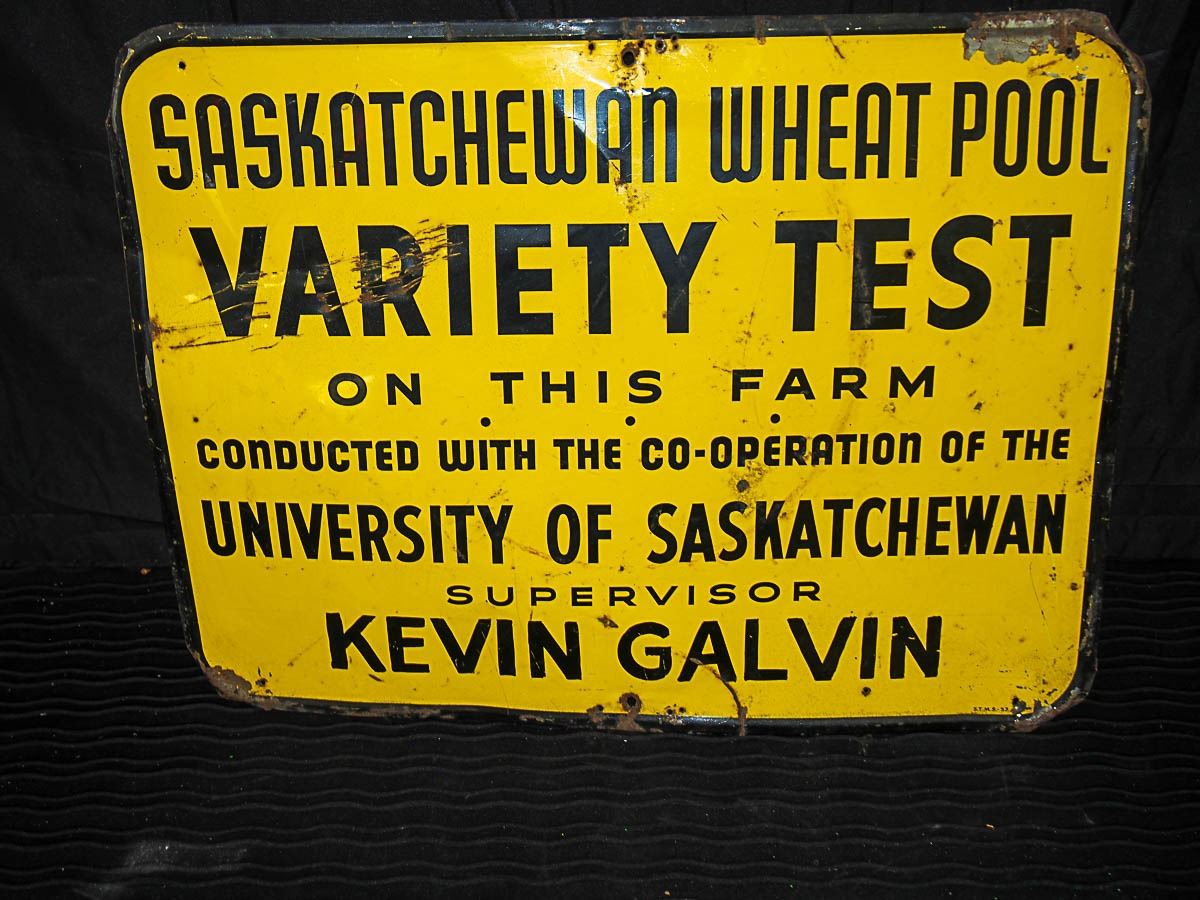 SASKATCHEWAN WHEAT POOL
VARIETY TEST
ON THIS FARM
CONDUCTED WITH THE CO-OPERATION OF THE
UNIVERSITY OF SASKATCHEWAN
SUPERVISOR
KEVIN GALVIN